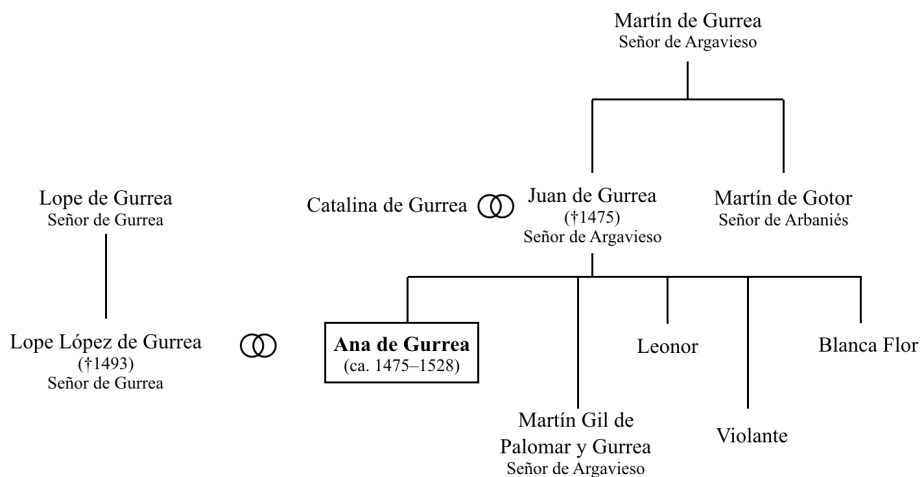 Martín de Gurrea
Señor de Argavieso
Lope de Gurrea
Señor de Gurrea
Catalina de Gurrea
Juan de Gurrea
(†1475)
Señor de Argavieso
Martín de Gotor
Señor de Arbaniés
Lope López de Gurrea
(†1493)
Señor de Gurrea
Ana de Gurrea
(ca. 1475–1528)
Leonor
Blanca Flor
Martín Gil de
Palomar y Gurrea
Señor de Argavieso
Violante